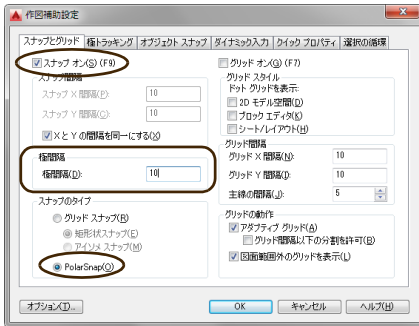 作図補助設定
スナップとグリッド 極トラッキング オブジェクト スナップ ダイナミック入力 クイック プロパティ 選択の循環
スナップ オン(S) (F9)
スナップ間隔
スナップ X 間隔(P): 10
スナップ Y 間隔(C): 10
X と Y の間隔を同一にする(X)
極間隔
極間隔(D): 10
スナップのタイプ
グリッド スナップ(R)
矩形状スナップ(E)
アイソメ スナップ(M)
PolarSnap(O)
グリッド オン(G) (F7)
グリッド スタイル
ドット グリッドを表示:
2D モデル空間(D)
ブロック エディタ(K)
シート/レイアウト(H)
グリッド間隔
グリッド X 間隔(N): 10
グリッド Y 間隔(I): 10
主線の間隔(J): 5
グリッドの動作
アダプティブ グリッド(A)
グリッド間隔以下の分割を許可(B)
図面範囲外のグリッドを表示(L)
オプション(T)... OK キャンセル ヘルプ(H)